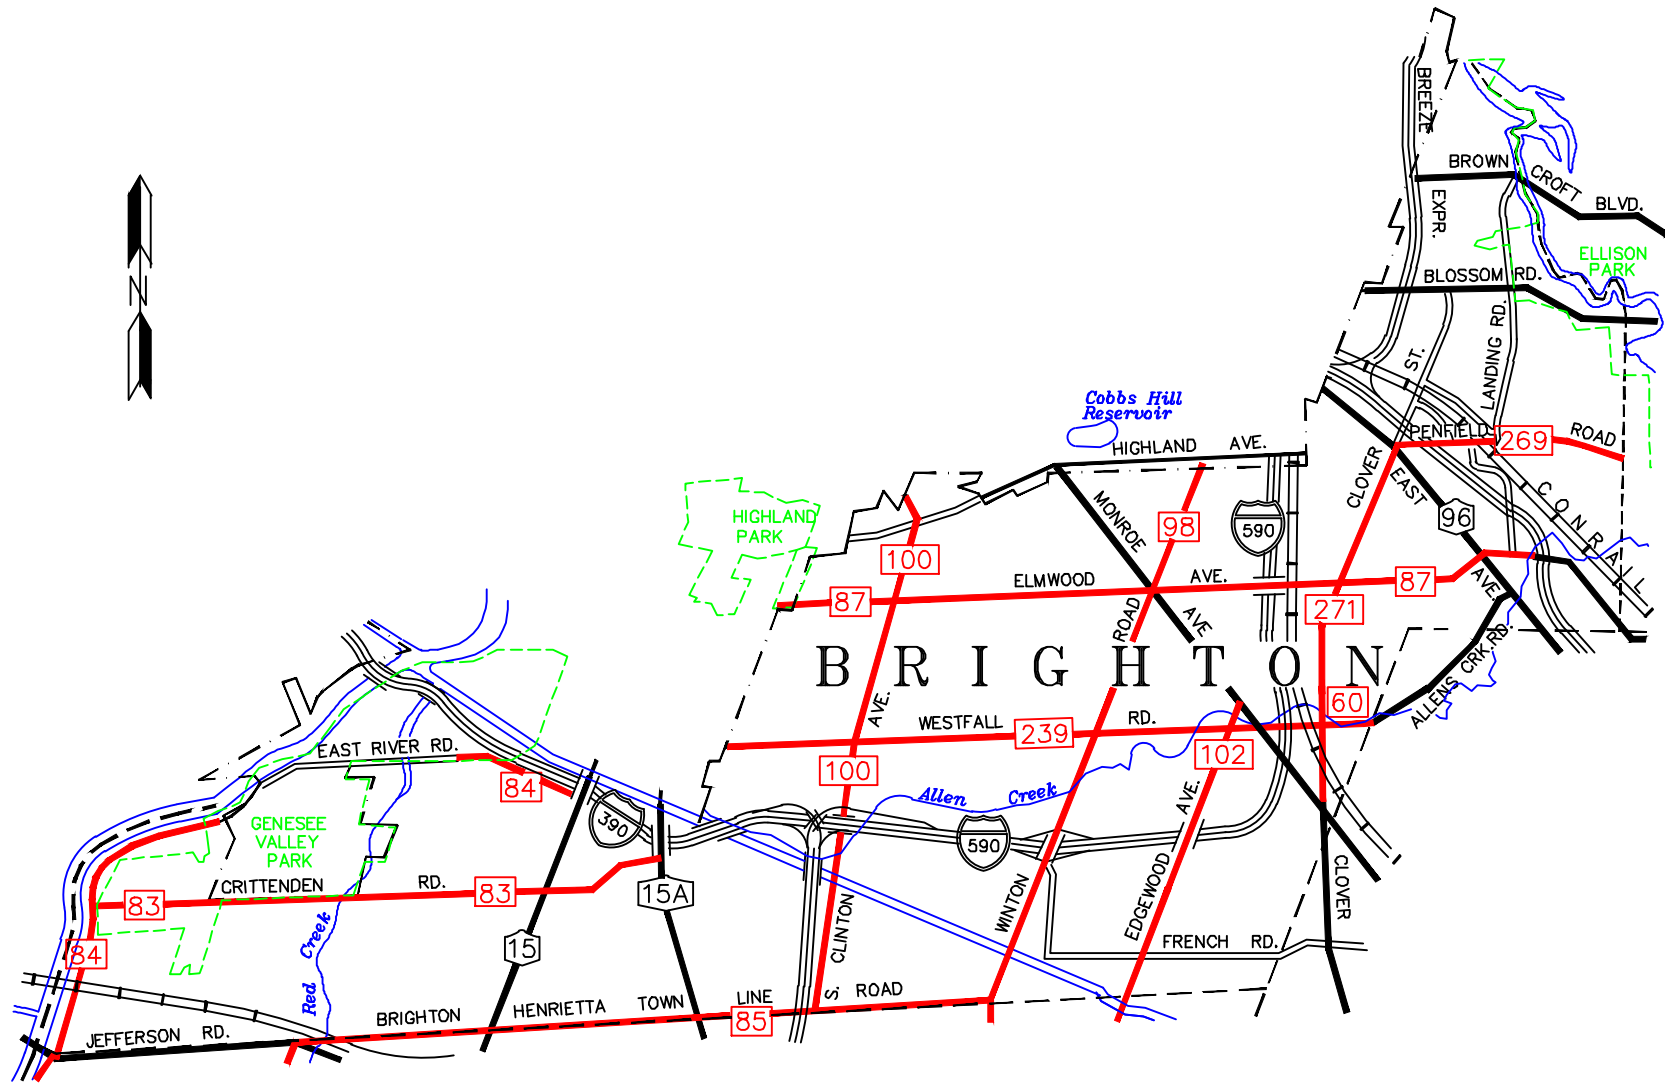 BREEZE
EXPR.
BROWN
CROFT
BLVD.
N
ELLISON
PARK
BLOSSOM RD.
LANDING RD.
ST.
Cobbs Hill
Reservoir
HIGHLAND AVE.
PENFIELD
269
ROAD
CLOVER
EAST
96
AVE.
CONRAIL
HIGHLAND
PARK
MONROE
AVE
98
590
100
87
ELMWOOD AVE.
87
271
ROAD
BRIGHTON
60
ALLENS CRK.RD.
AVE.
WESTFALL
239
RD.
102
100
EAST RIVER RD.
84
390
Allen Creek
590
AVE.
GENESEE
VALLEY
PARK
CRITTENDEN RD.
83
83
15A
15
84
Red Creek
CLINTON
S.
WINTON
EDGEWOOD
CLOVER
FRENCH RD.
BRIGHTON HENRIETTA TOWN LINE ROAD
85
JEFFERSON RD.